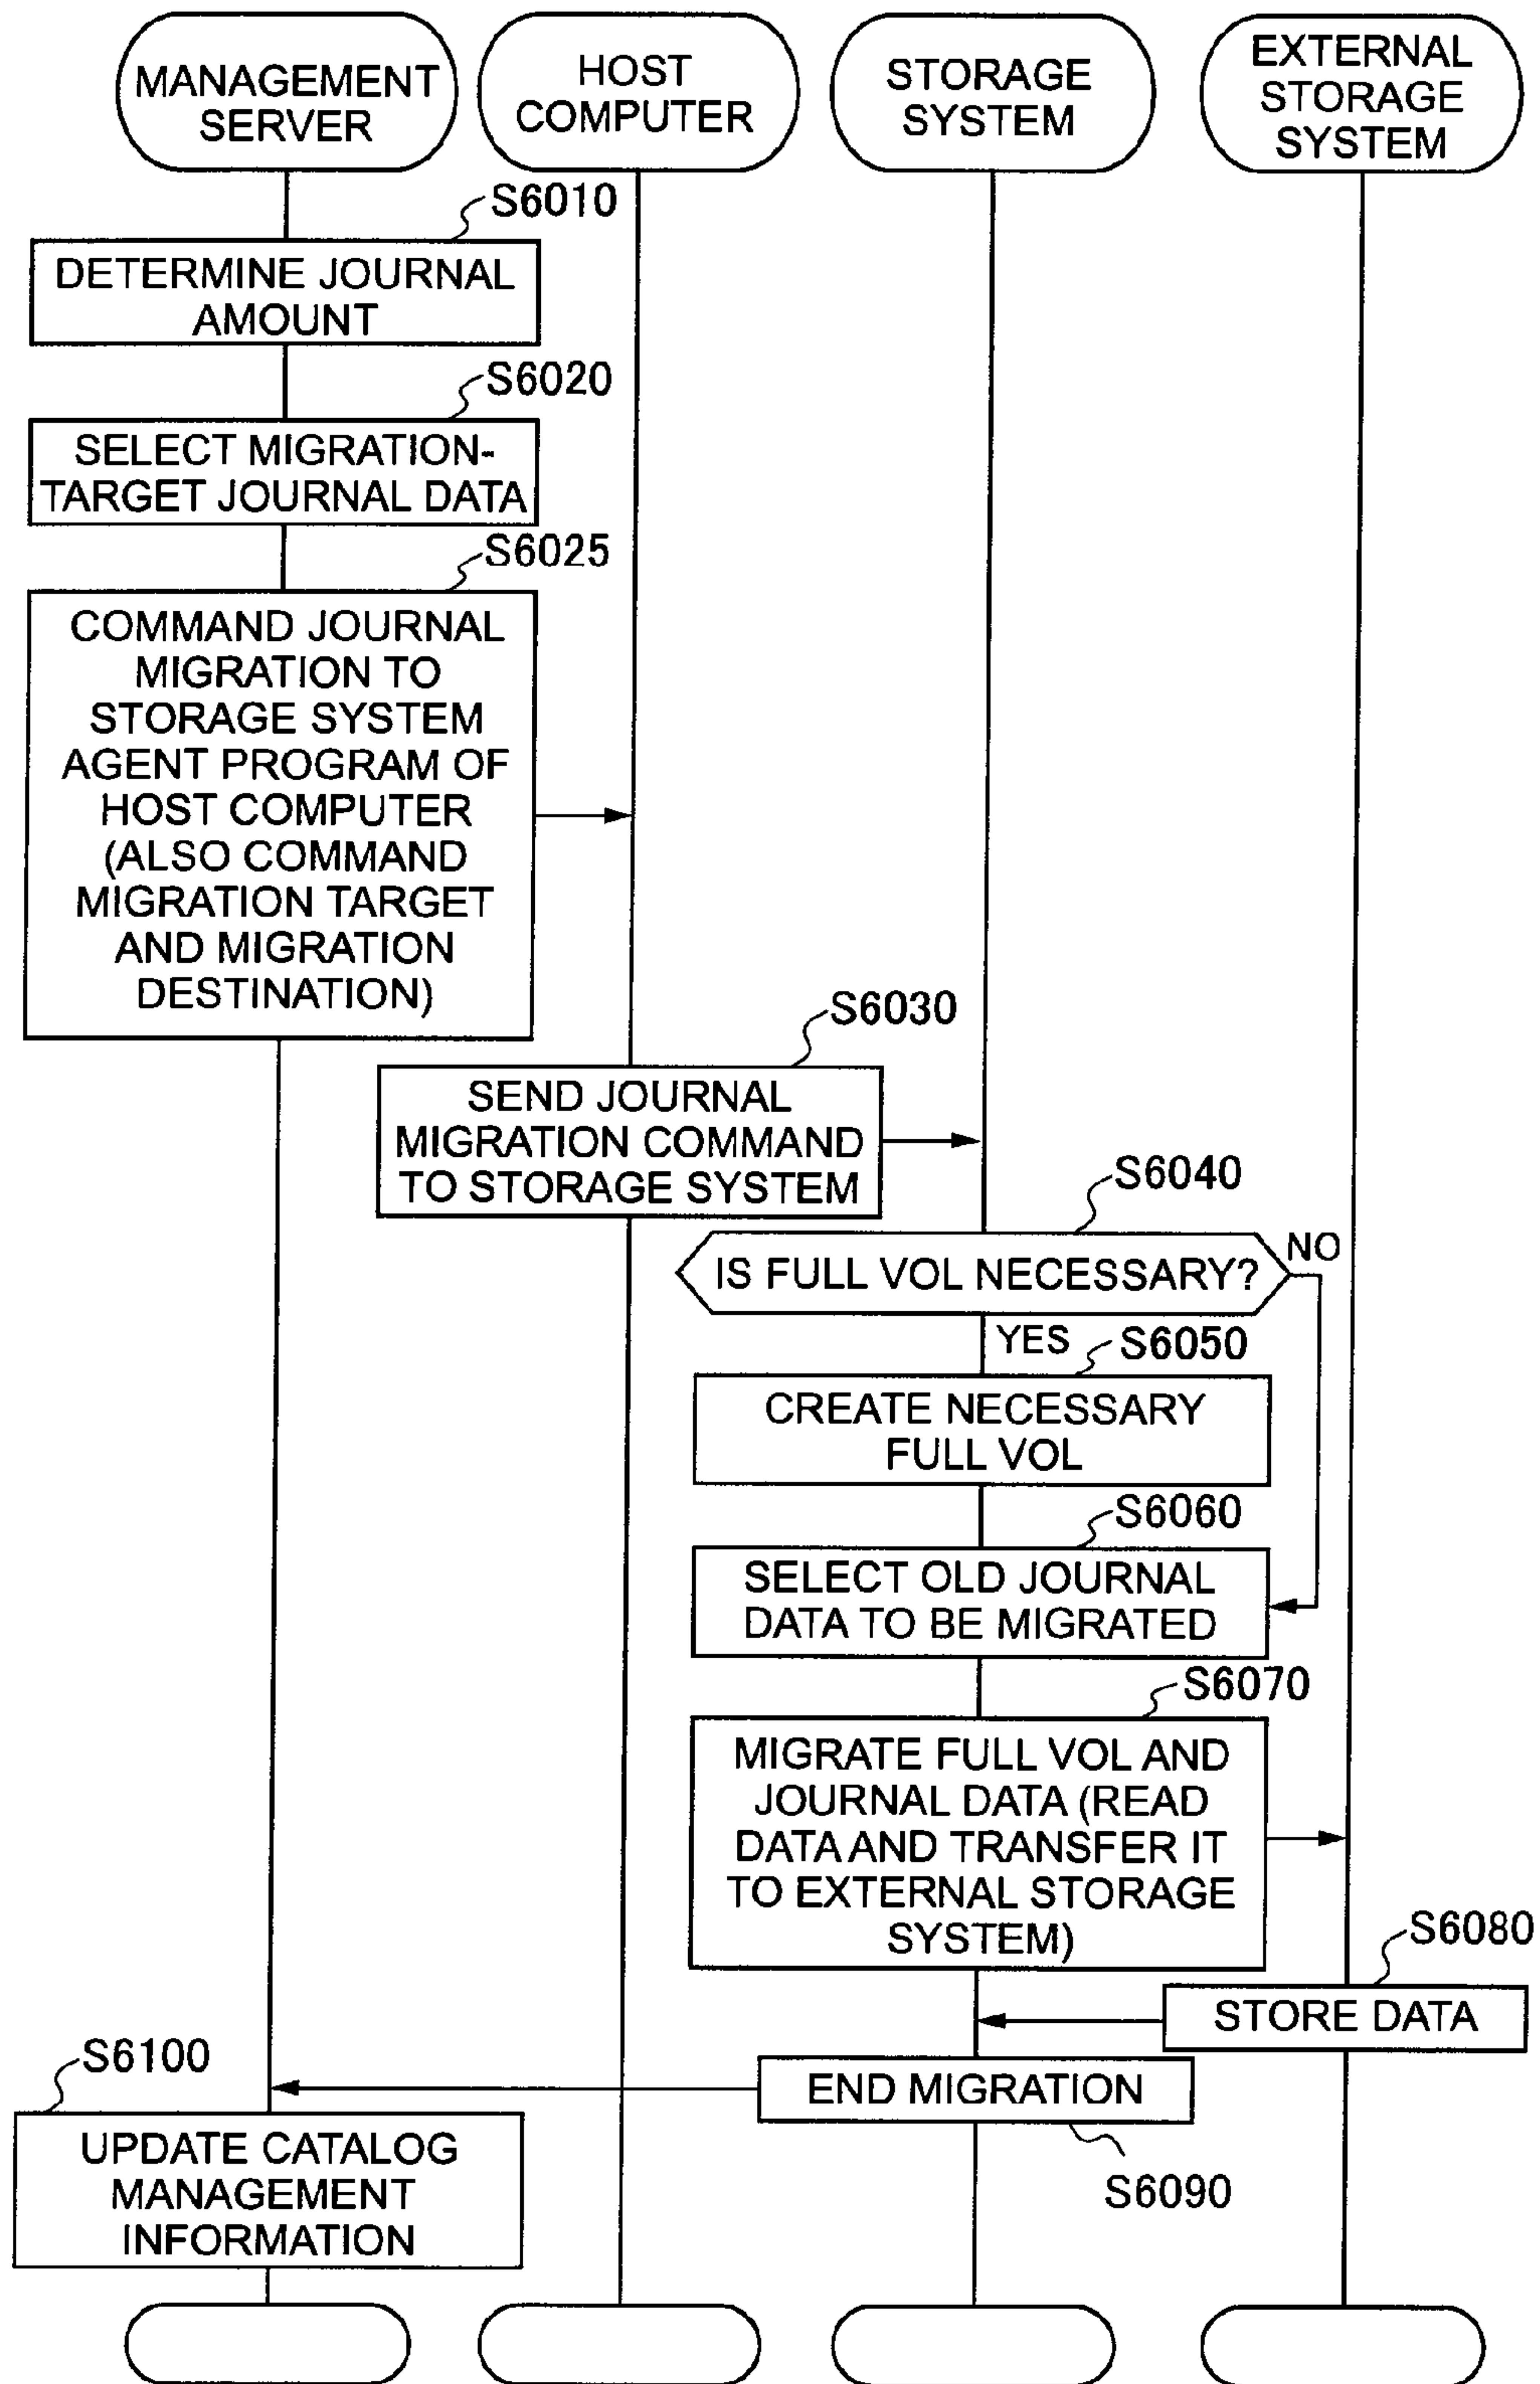 MANAGEMENT
SERVER
HOST
COMPUTER
STORAGE
SYSTEM
EXTERNAL
STORAGE
SYSTEM
S6010
DETERMINE JOURNAL
AMOUNT
S6020
SELECT MIGRATION-
TARGET JOURNAL DATA
S6025
COMMAND JOURNAL
MIGRATION TO
STORAGE SYSTEM
AGENT PROGRAM OF
HOST COMPUTER
(ALSO COMMAND
MIGRATION TARGET
AND MIGRATION
DESTINATION)
S6030
SEND JOURNAL
MIGRATION COMMAND
TO STORAGE SYSTEM
S6040
IS FULL VOL NECESSARY?
NO
YES
S6050
CREATE NECESSARY
FULL VOL
S6060
SELECT OLD JOURNAL
DATA TO BE MIGRATED
S6070
MIGRATE FULL VOL AND
JOURNAL DATA (READ
DATA AND TRANSFER IT
TO EXTERNAL STORAGE
SYSTEM)
S6080
STORE DATA
END MIGRATION
S6090
S6100
UPDATE CATALOG
MANAGEMENT
INFORMATION